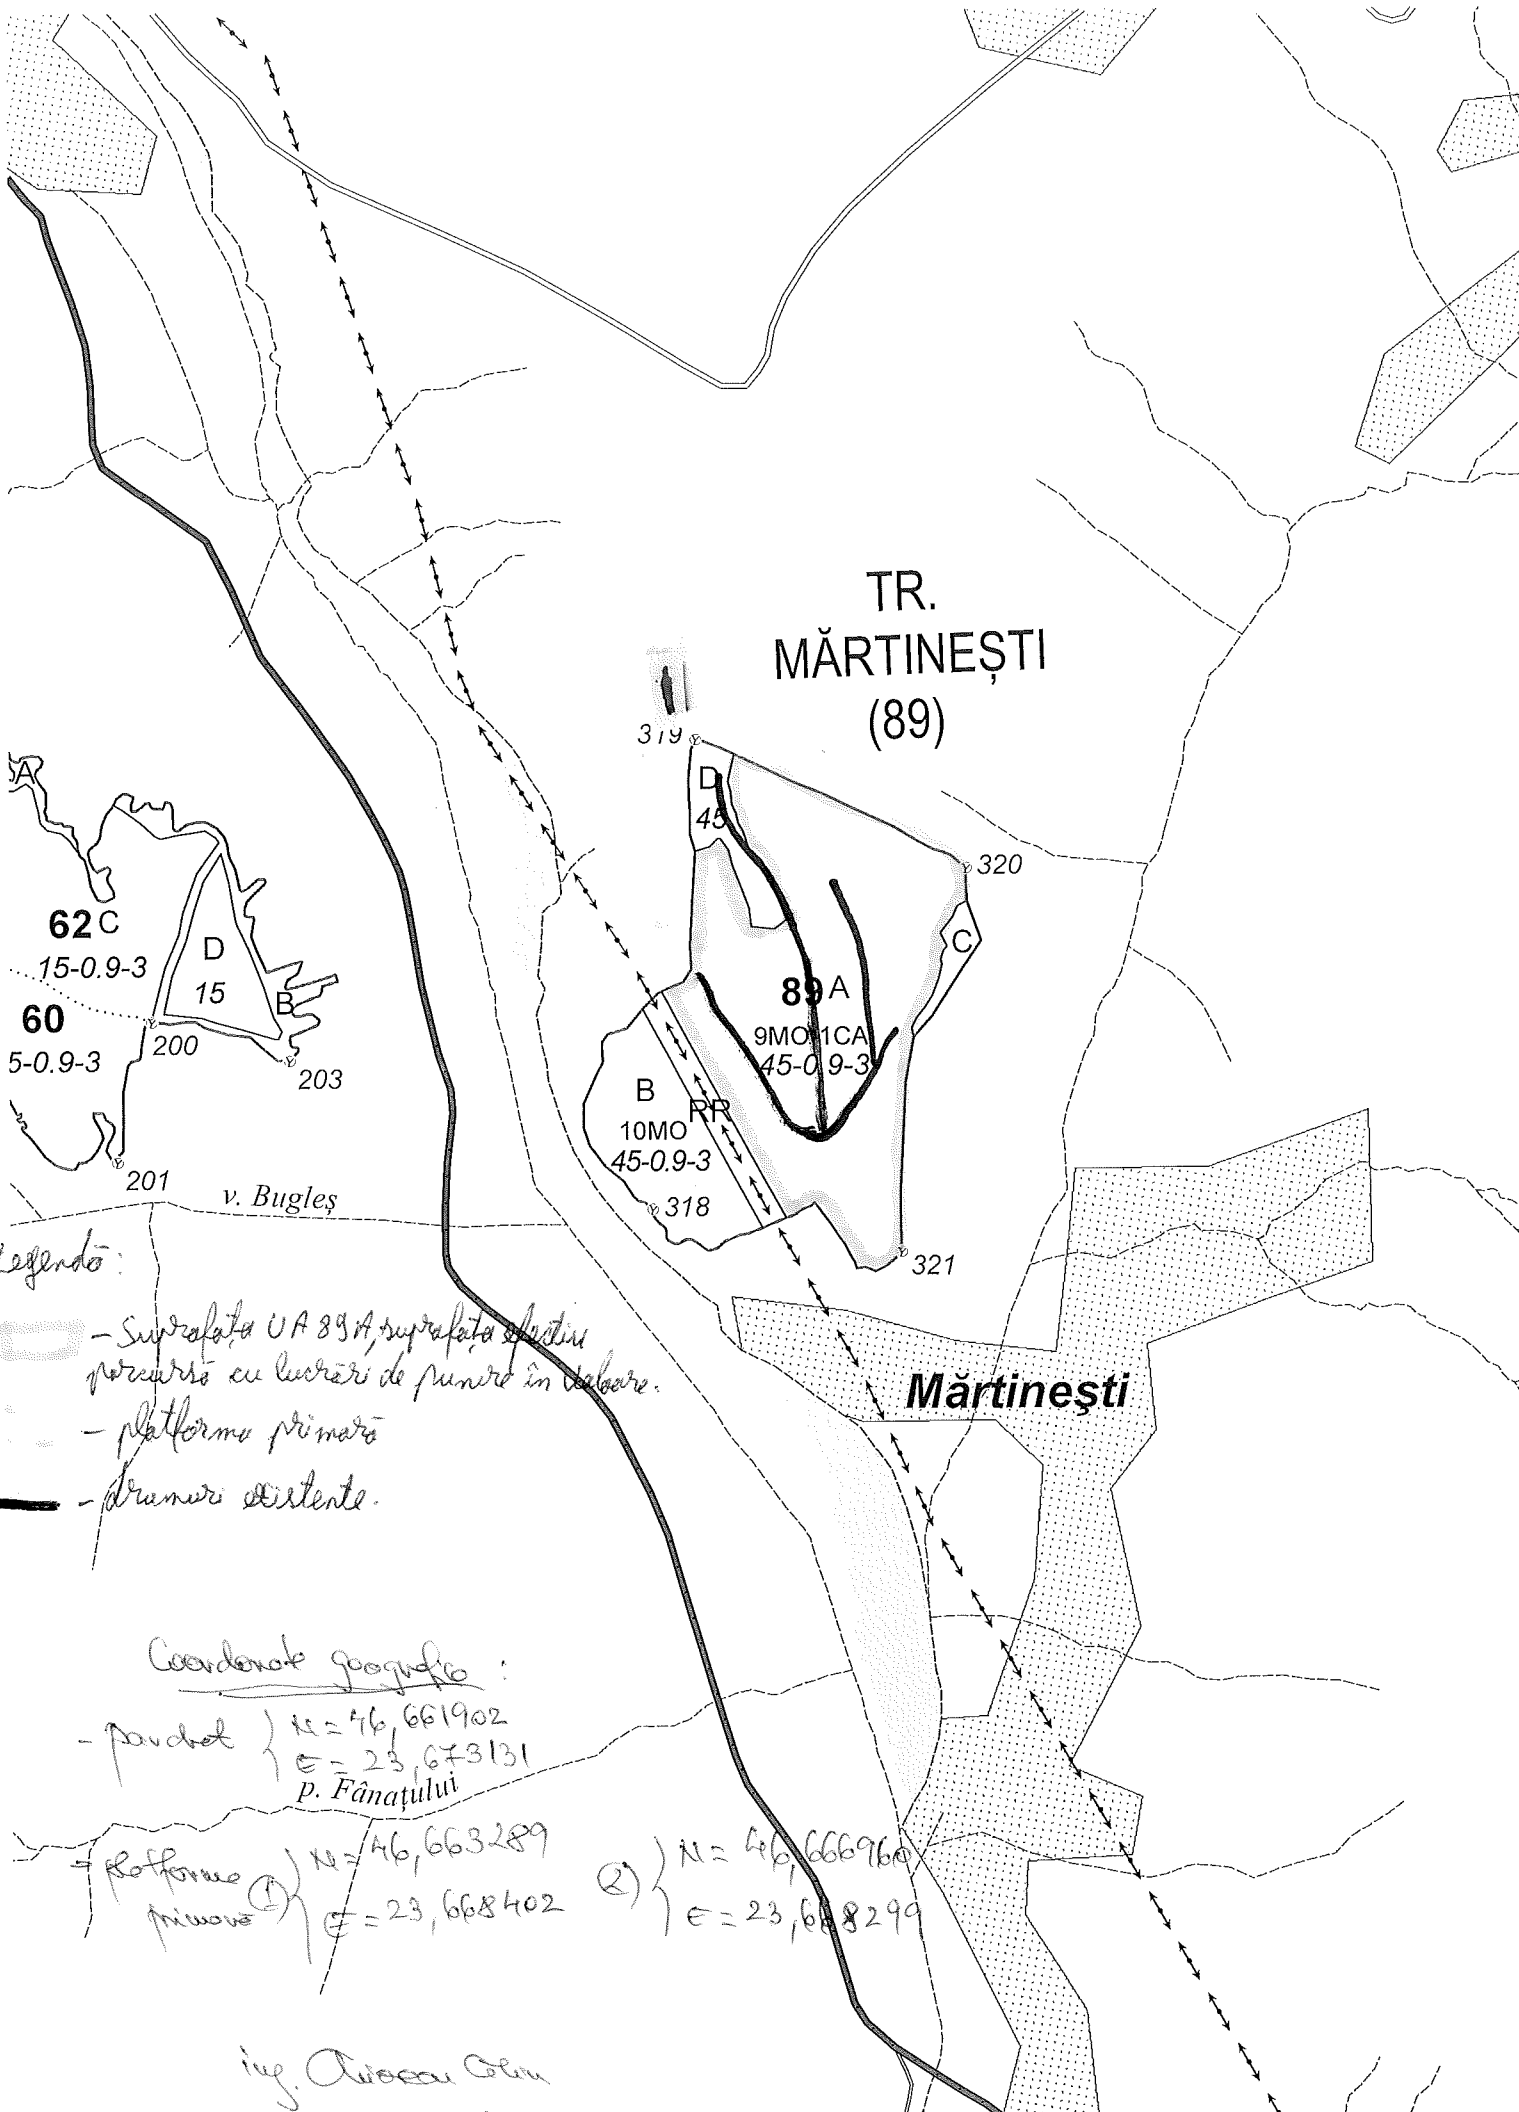 TR.
MĂRTINEȘTI
(89)
319
D
45
320
C
89 A
9MO 1CA
45-0.9-3
B
10MO
45-0.9-3
RR
318
321
A
62 C
15-0.9-3
D
15
B
60
5-0.9-3
200
203
201
v. Bugleș
Legendă:
- Suprafața UA 89A, suprafața efectiv
parcursă cu lucrări de punere în valoare.
- platforma primară
- drumuri existente.
Mărtinești
Coordonate geografice :
- parchet { N = 46,661902
E = 23,673131
p. Fânațului
- platforme primară ① } N = 46,663289
E = 23,668402
② } N = 46,666960
E = 23,668299
ing.